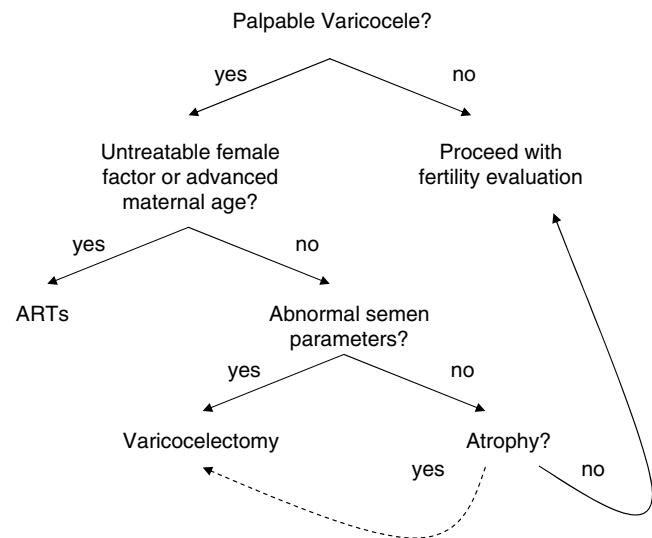 Palpable Varicocele?
yes
no
Untreatable female
factor or advanced
maternal age?
Proceed with
fertility evaluation
yes
no
ARTs
Abnormal semen
parameters?
yes
no
Varicocelectomy
Atrophy?
yes
no